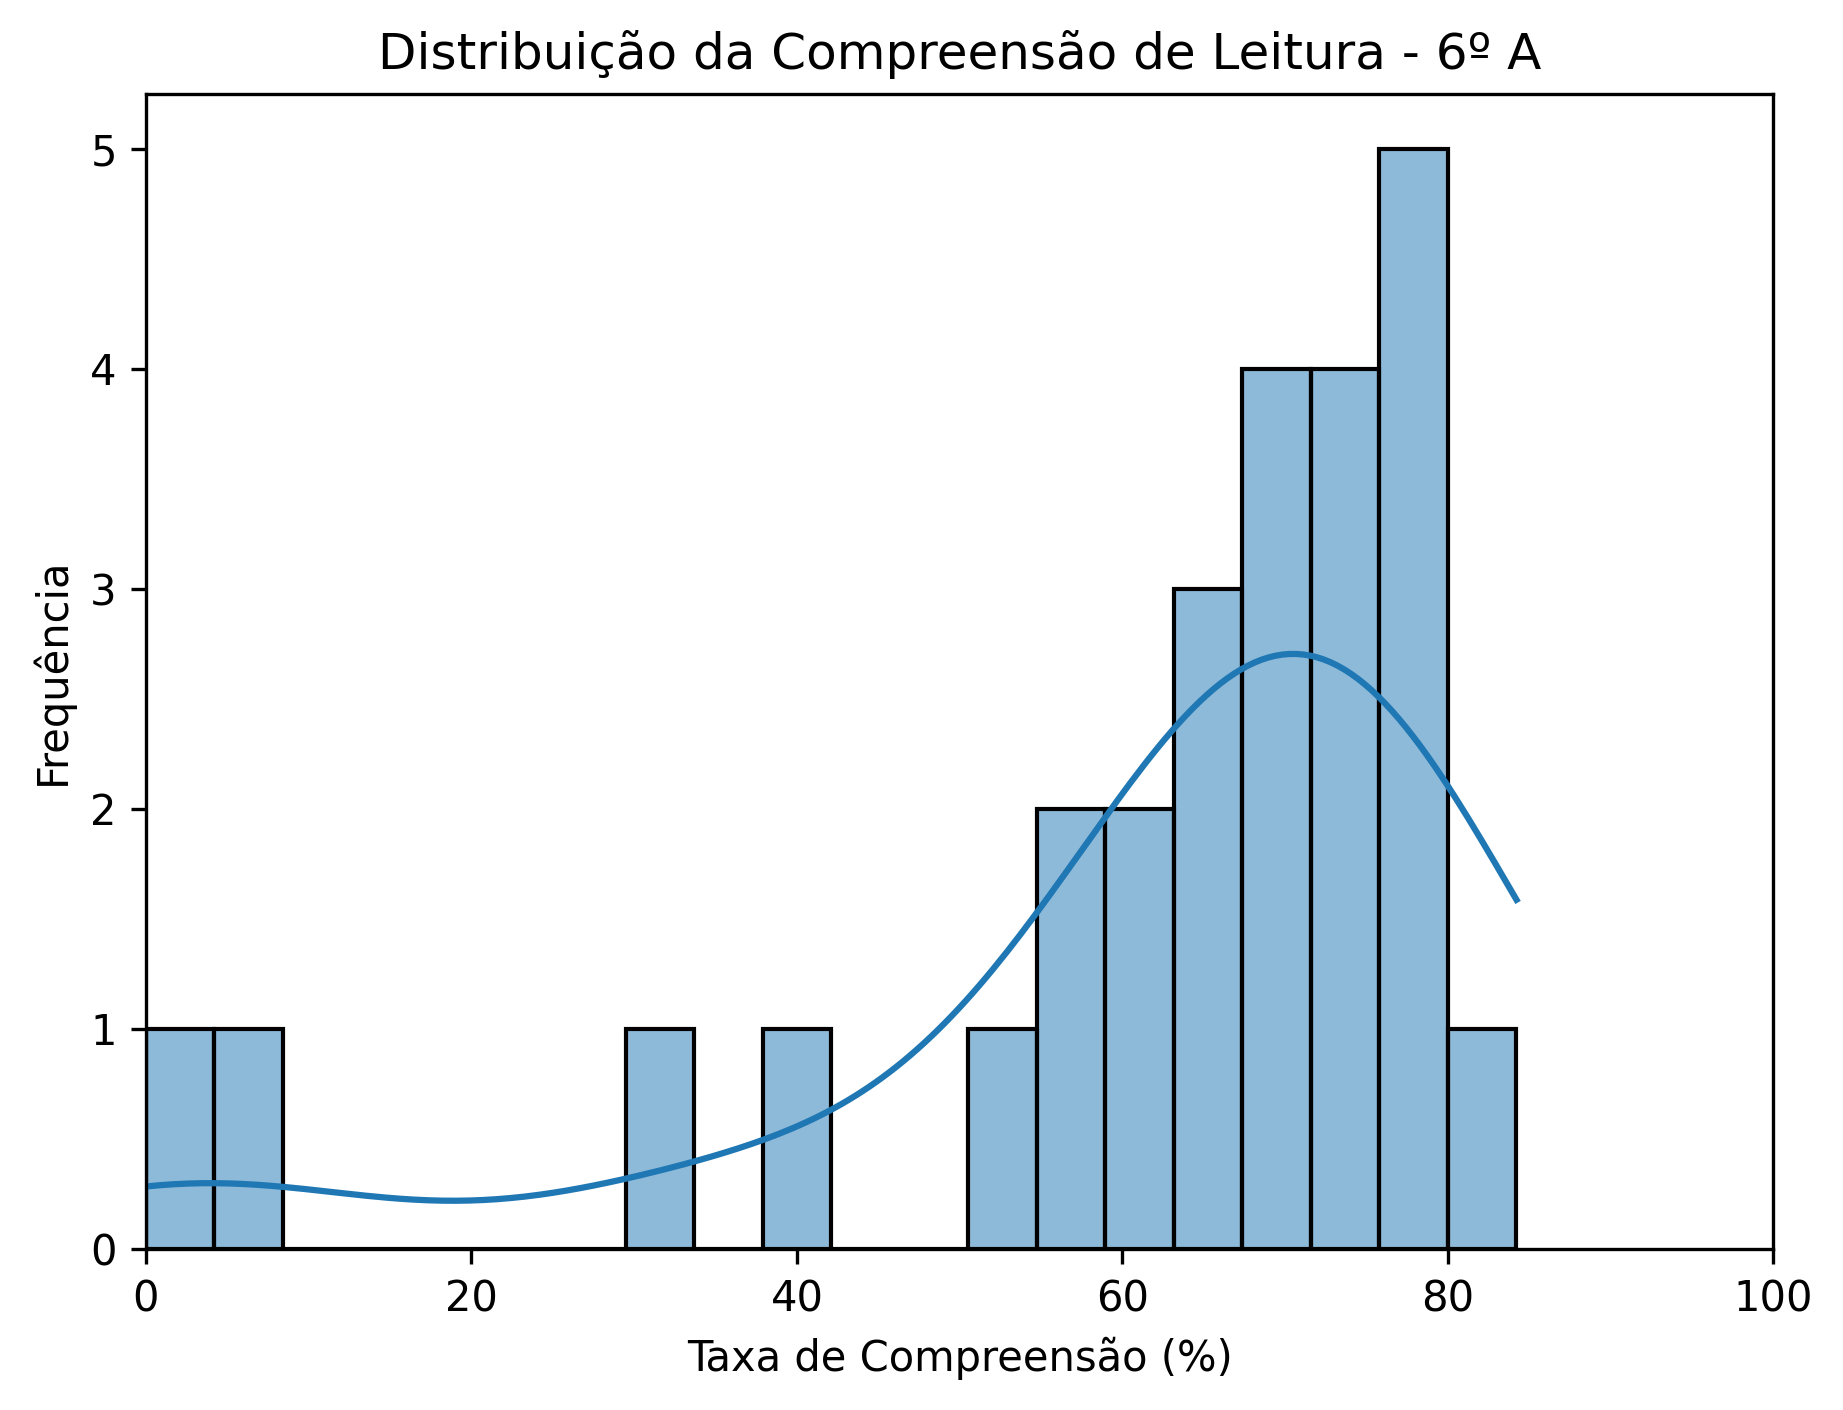 Distribuição da Compreensão de Leitura - 6º A
5
4
3
2
1
0
Frequência
0 20 40 60 80 100
Taxa de Compreensão (%)